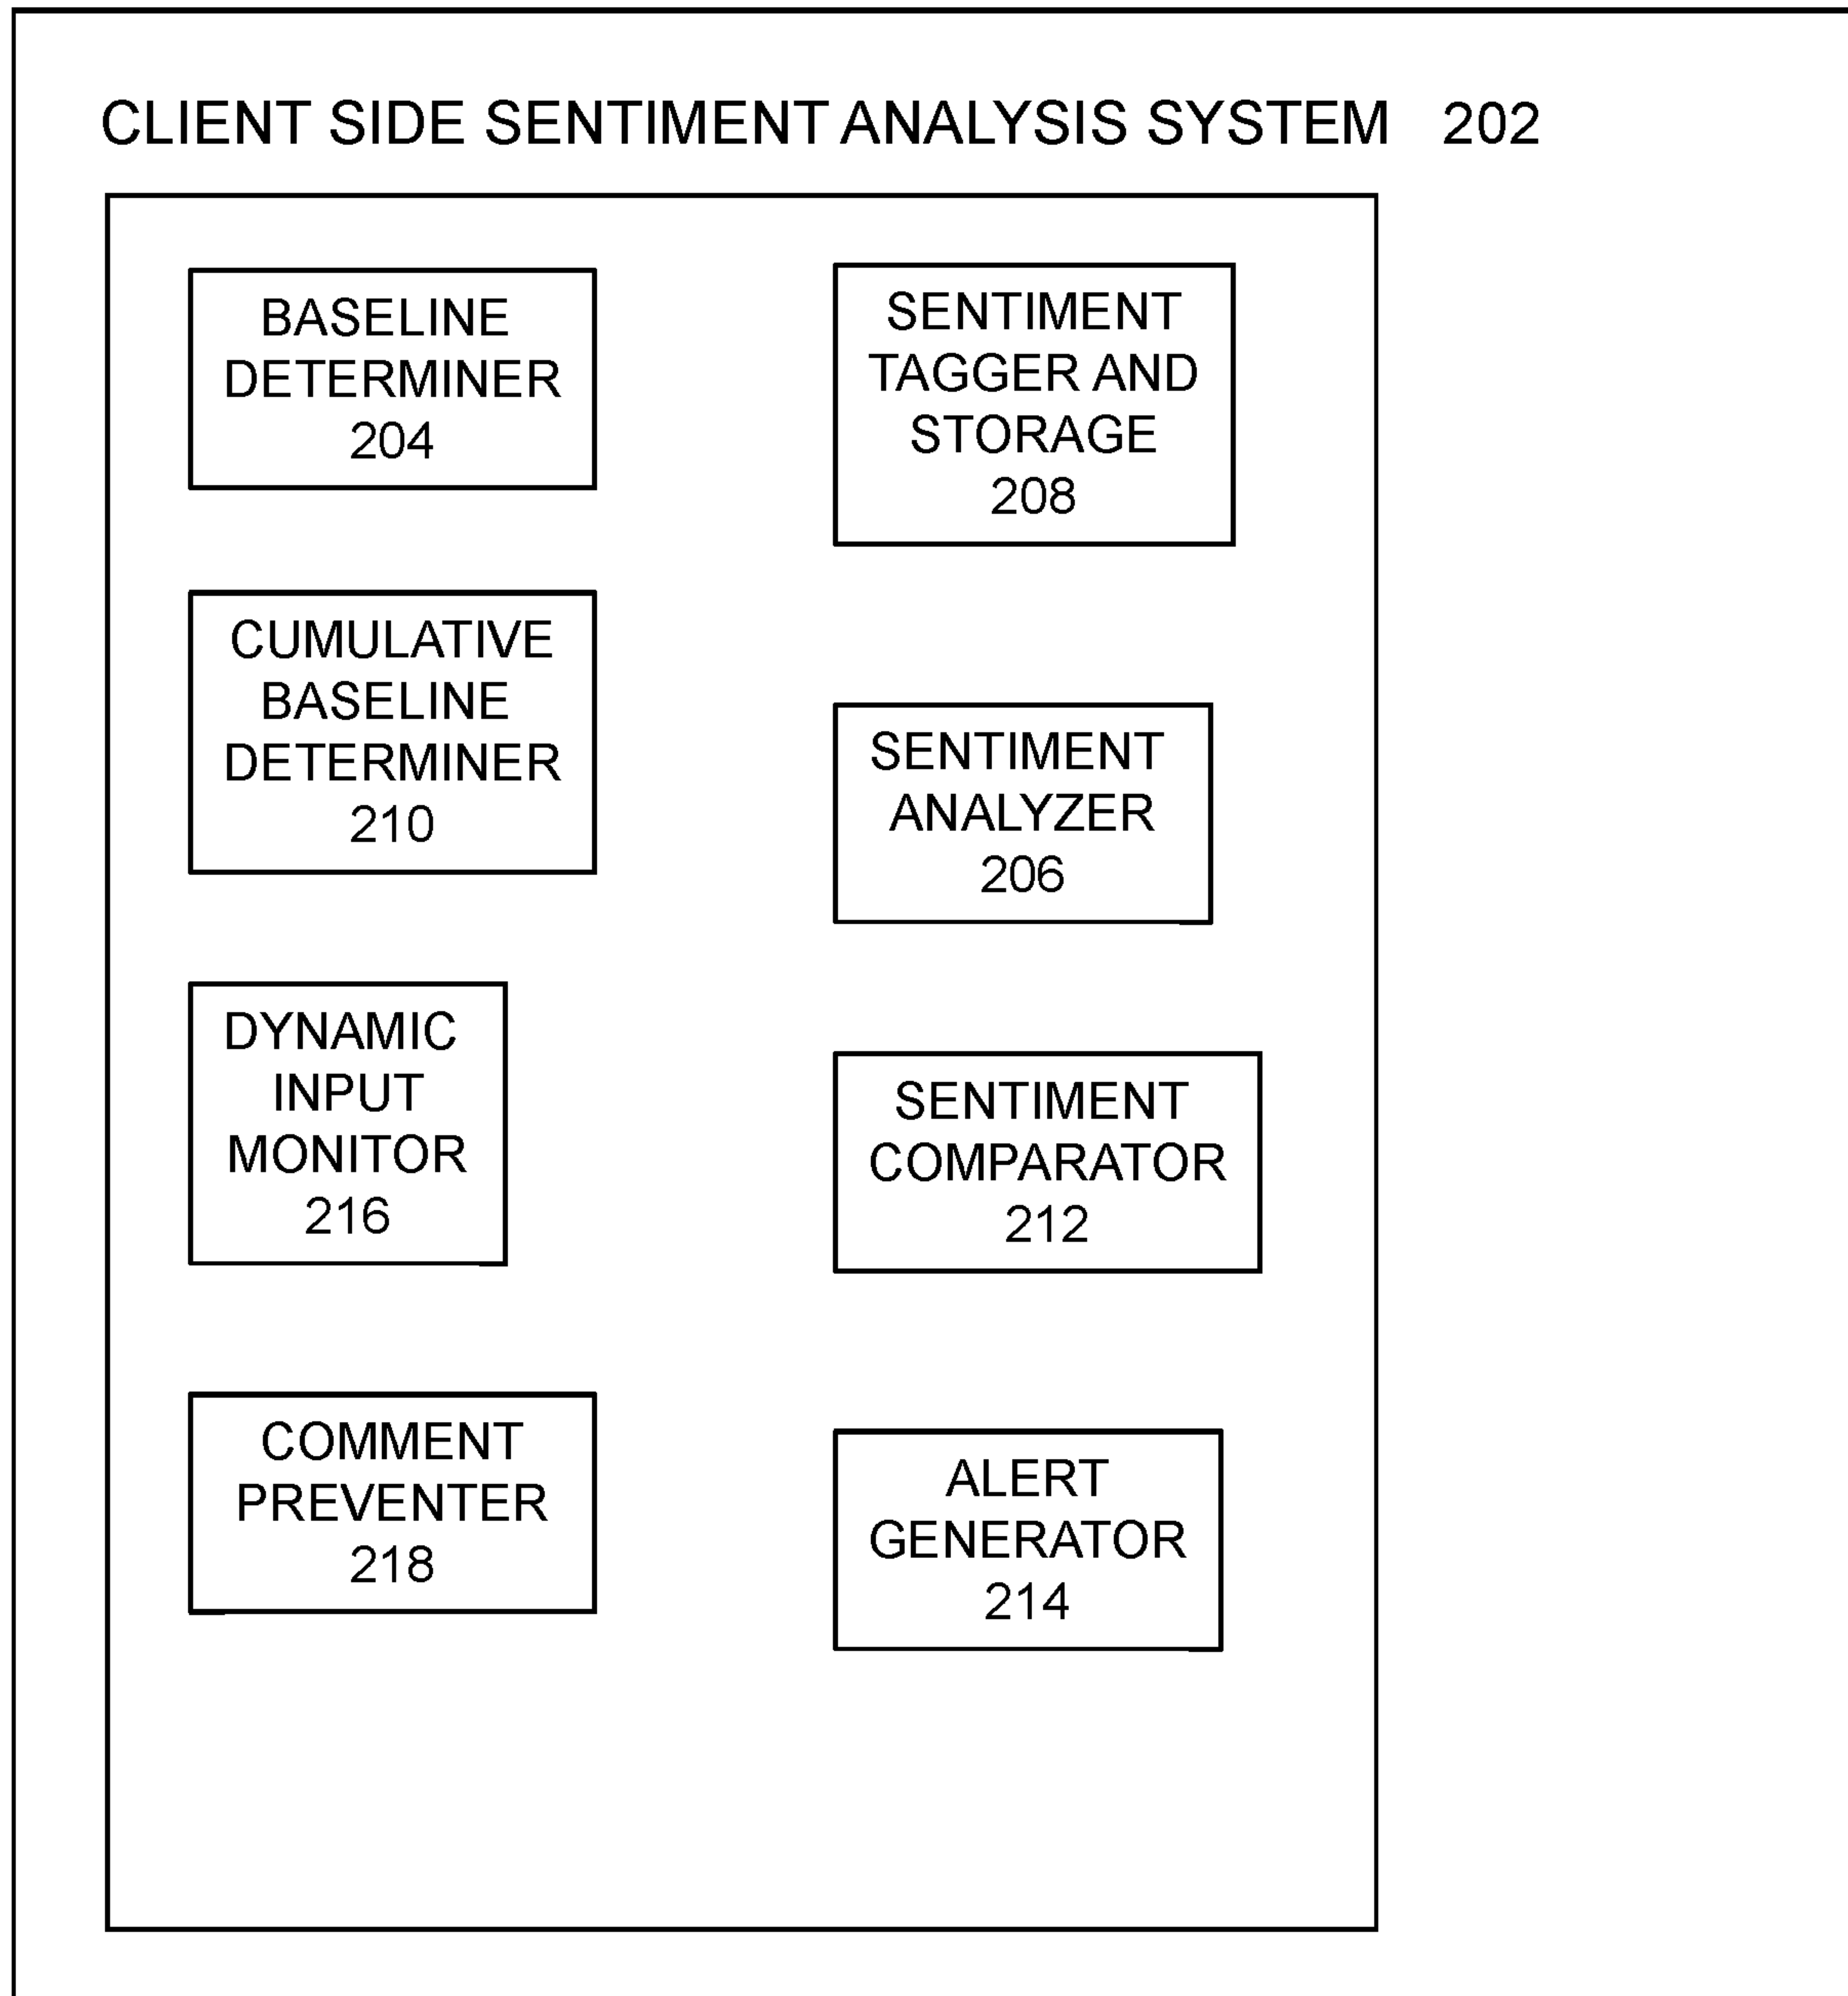 CLIENT SIDE SENTIMENT ANALYSIS SYSTEM 202
BASELINE
DETERMINER
204
SENTIMENT
TAGGER AND
STORAGE
208
CUMULATIVE
BASELINE
DETERMINER
210
SENTIMENT
ANALYZER
206
DYNAMIC
INPUT
MONITOR
216
SENTIMENT
COMPARATOR
212
COMMENT
PREVENTER
218
ALERT
GENERATOR
214